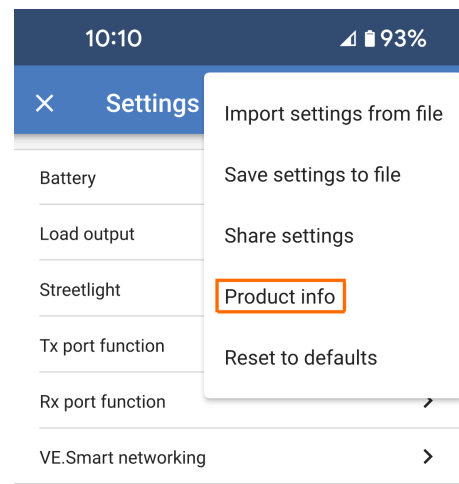 10:10
93%
Settings
Import settings from file
Save settings to file
Share settings
Product info
Reset to defaults
Battery
Load output
Streetlight
Tx port function
Rx port function
VE.Smart networking